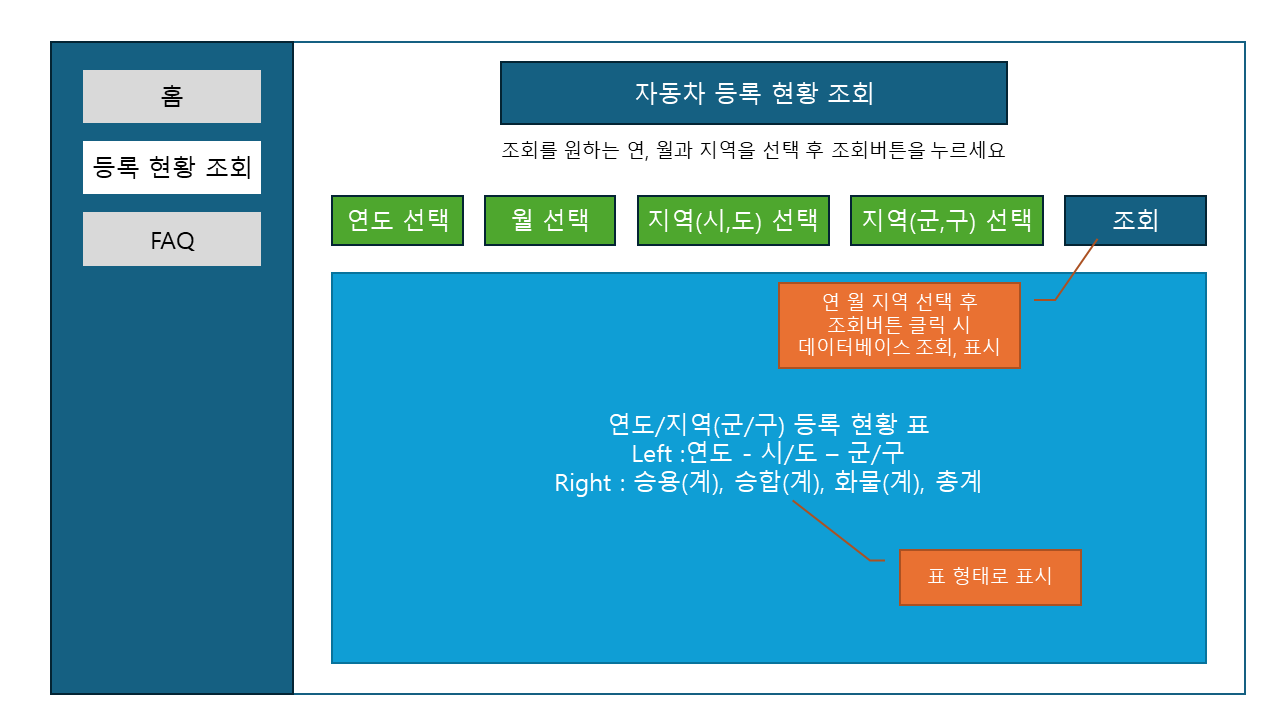 홈
등록 현황 조회
FAQ
자동차 등록 현황 조회
조회를 원하는 연, 월과 지역을 선택 후 조회버튼을 누르세요
연도 선택
월 선택
지역(시,도) 선택
지역(군,구) 선택
조회
연 월 지역 선택 후
조회버튼 클릭 시
데이터베이스 조회, 표시
연도/지역(군/구) 등록 현황 표
Left :연도 - 시/도 – 군/구
Right : 승용(계), 승합(계), 화물(계), 총계
표 형태로 표시